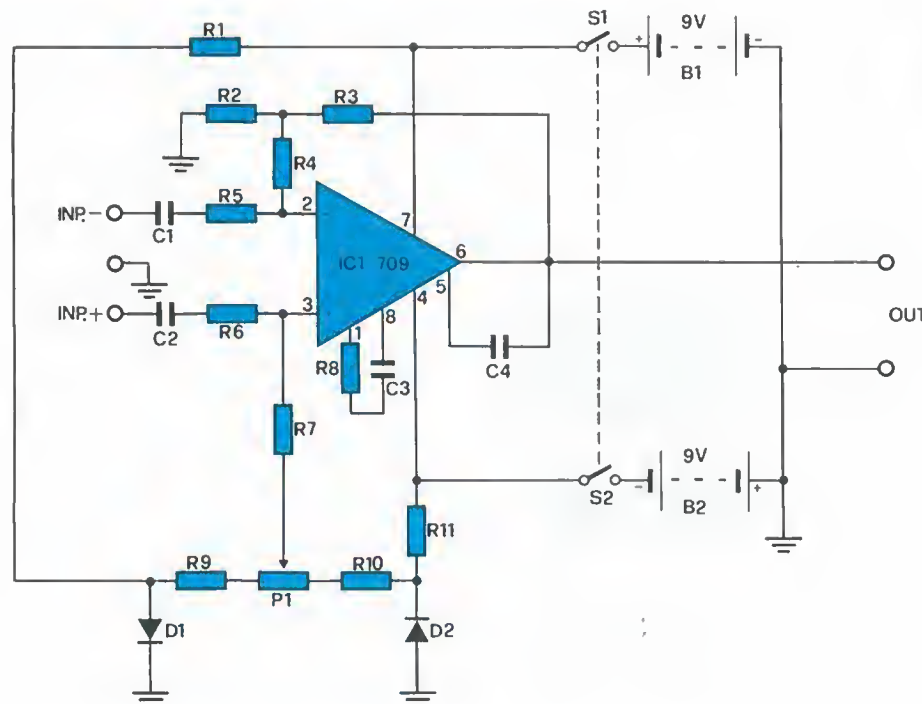 R1
S1
9V
+
-
B1
R2
R3
R4
INP.-
C1
R5
2
7
IC1 709
6
5
4
OUT
INP.+
C2
R6
3
8
1
R8
C3
C4
R7
9V
S2
-
+
B2
R11
R9
P1
R10
D1
D2